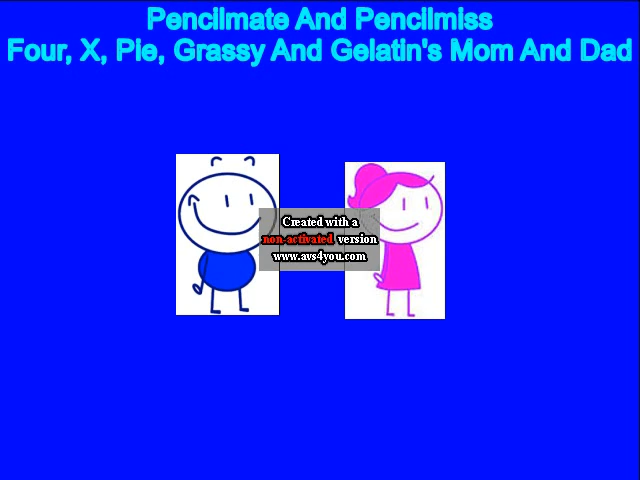 Pencilmate And Pencilmiss
Four, X, Pie, Grassy And Gelatin's Mom And Dad
Created with a
non-activated version
www.avs4you.com